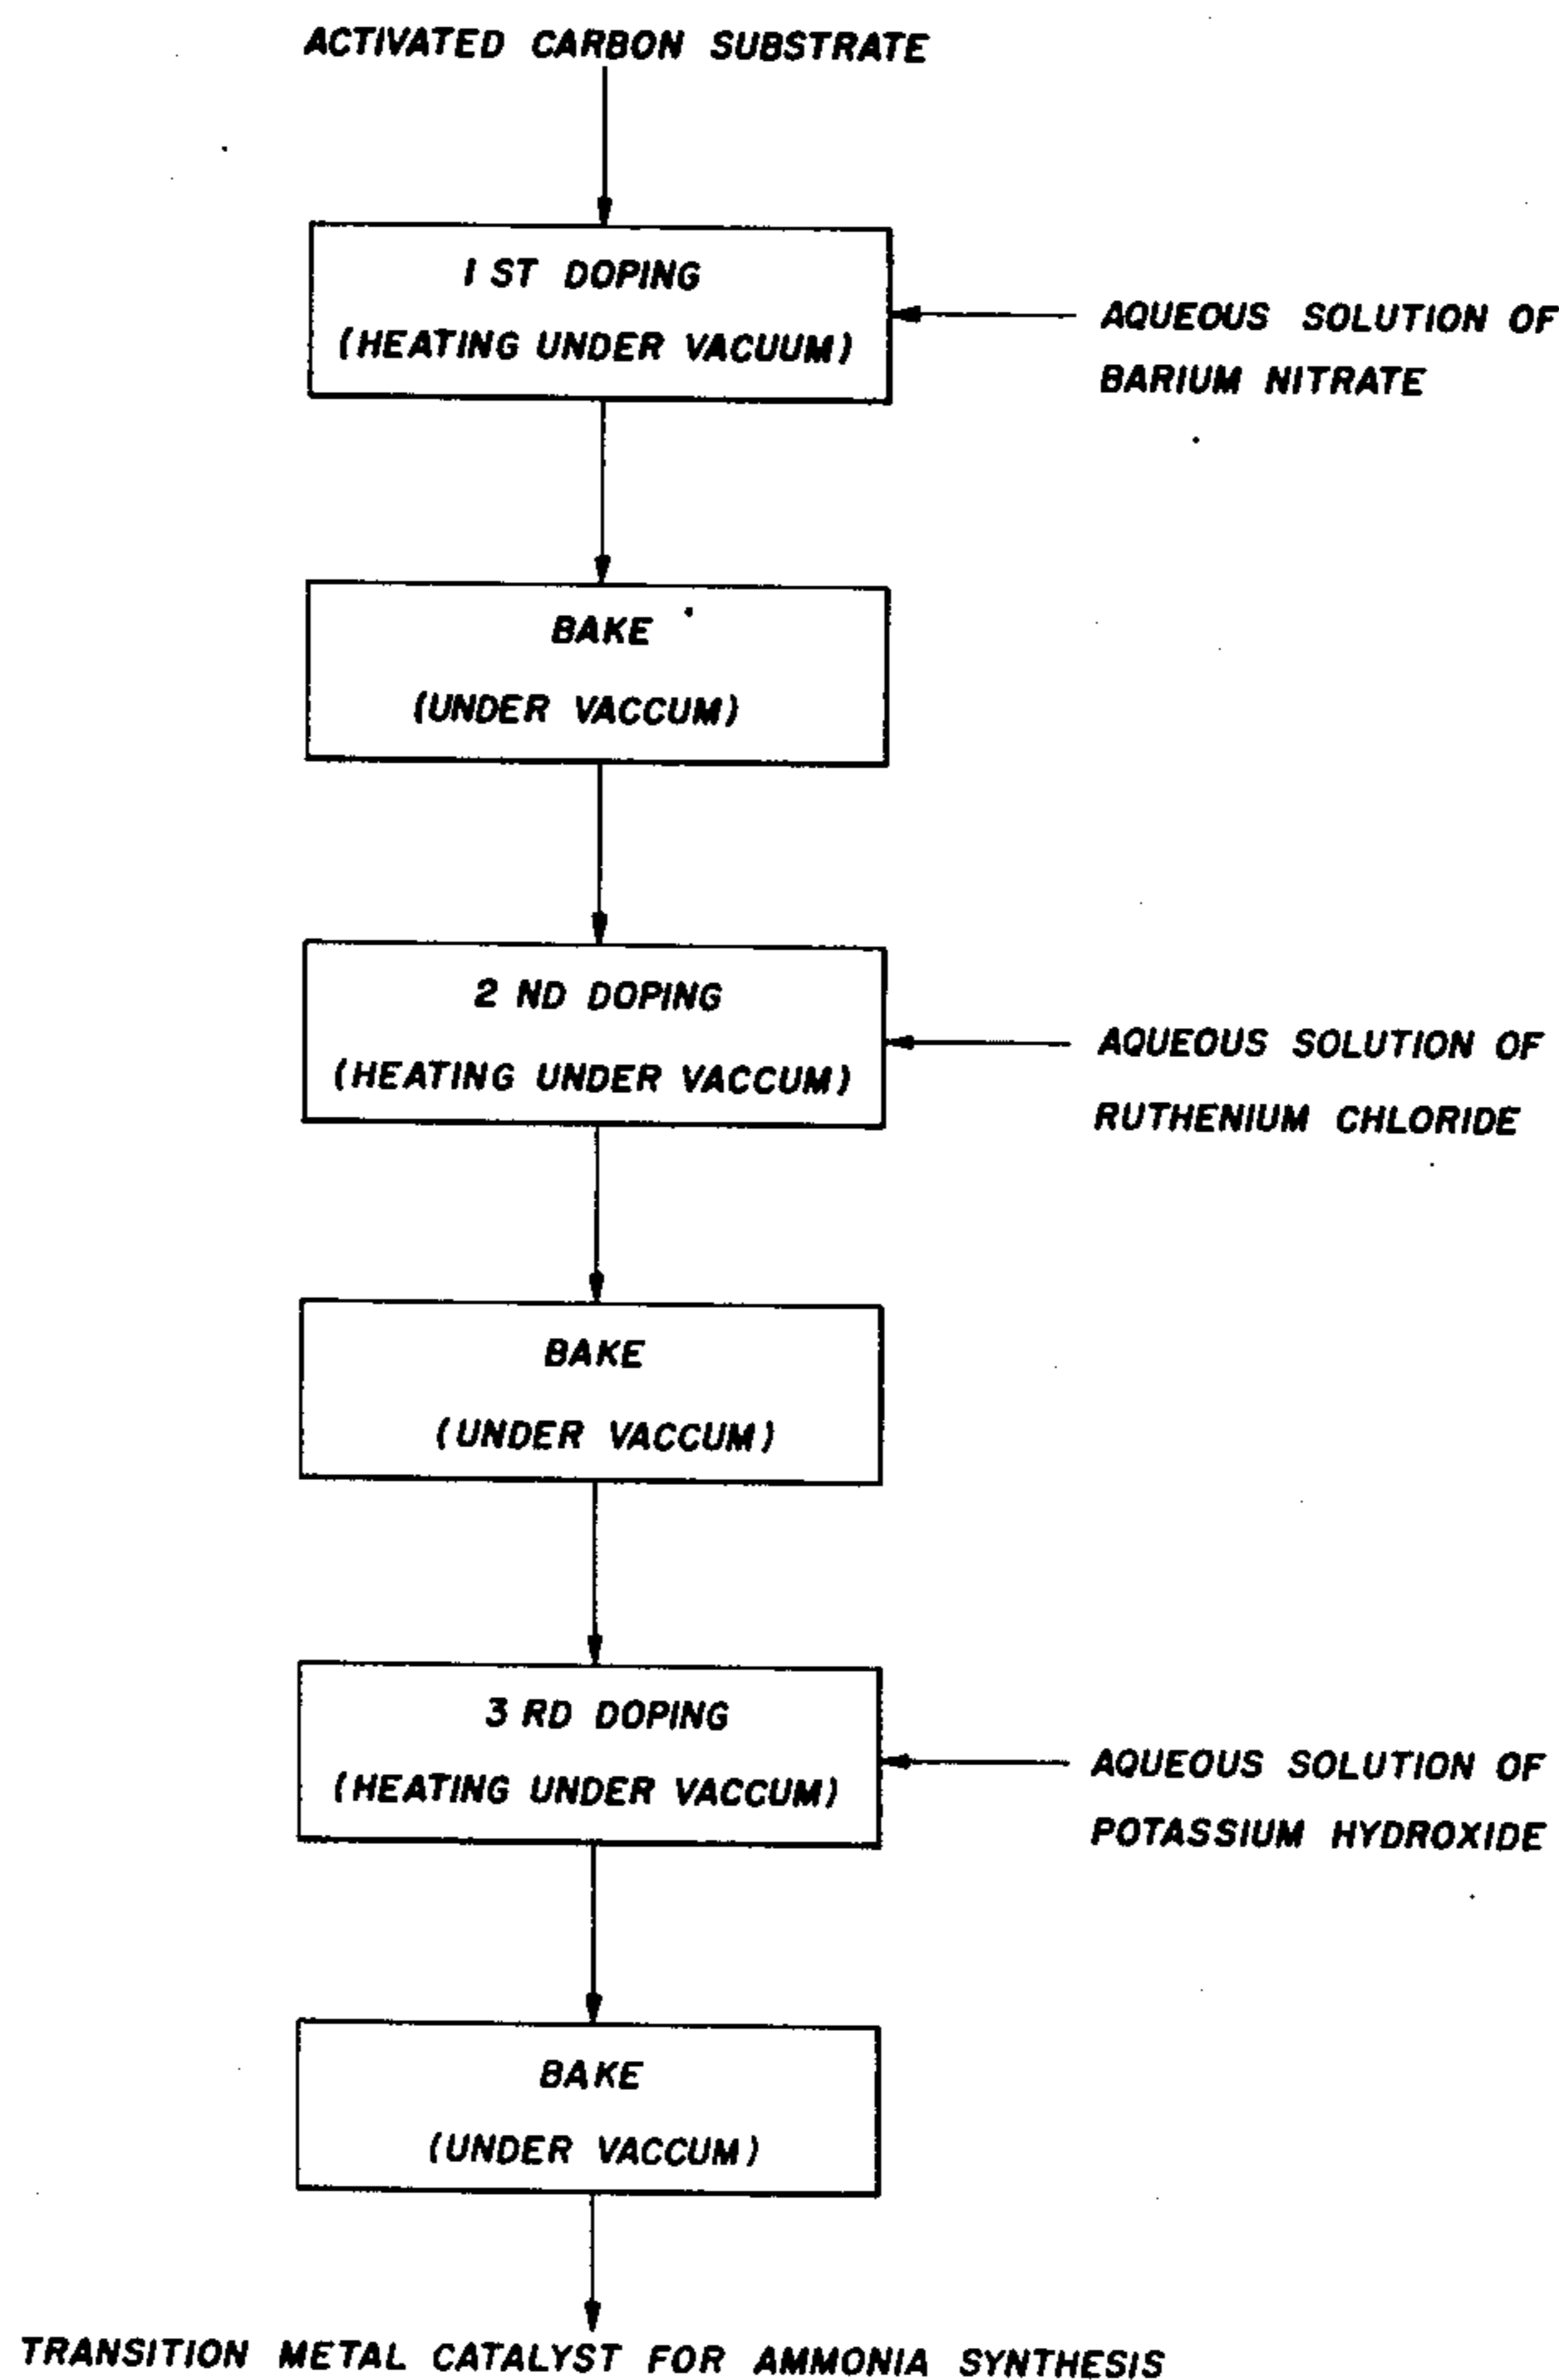 ACTIVATED CARBON SUBSTRATE
1 ST DOPING
(HEATING UNDER VACUUM)
AQUEOUS SOLUTION OF
BARIUM NITRATE
BAKE
(UNDER VACCUM)
2 ND DOPING
(HEATING UNDER VACCUM)
AQUEOUS SOLUTION OF
RUTHENIUM CHLORIDE
BAKE
(UNDER VACCUM)
3 RD DOPING
(HEATING UNDER VACCUM)
AQUEOUS SOLUTION OF
POTASSIUM HYDROXIDE
BAKE
(UNDER VACCUM)
TRANSITION METAL CATALYST FOR AMMONIA SYNTHESIS